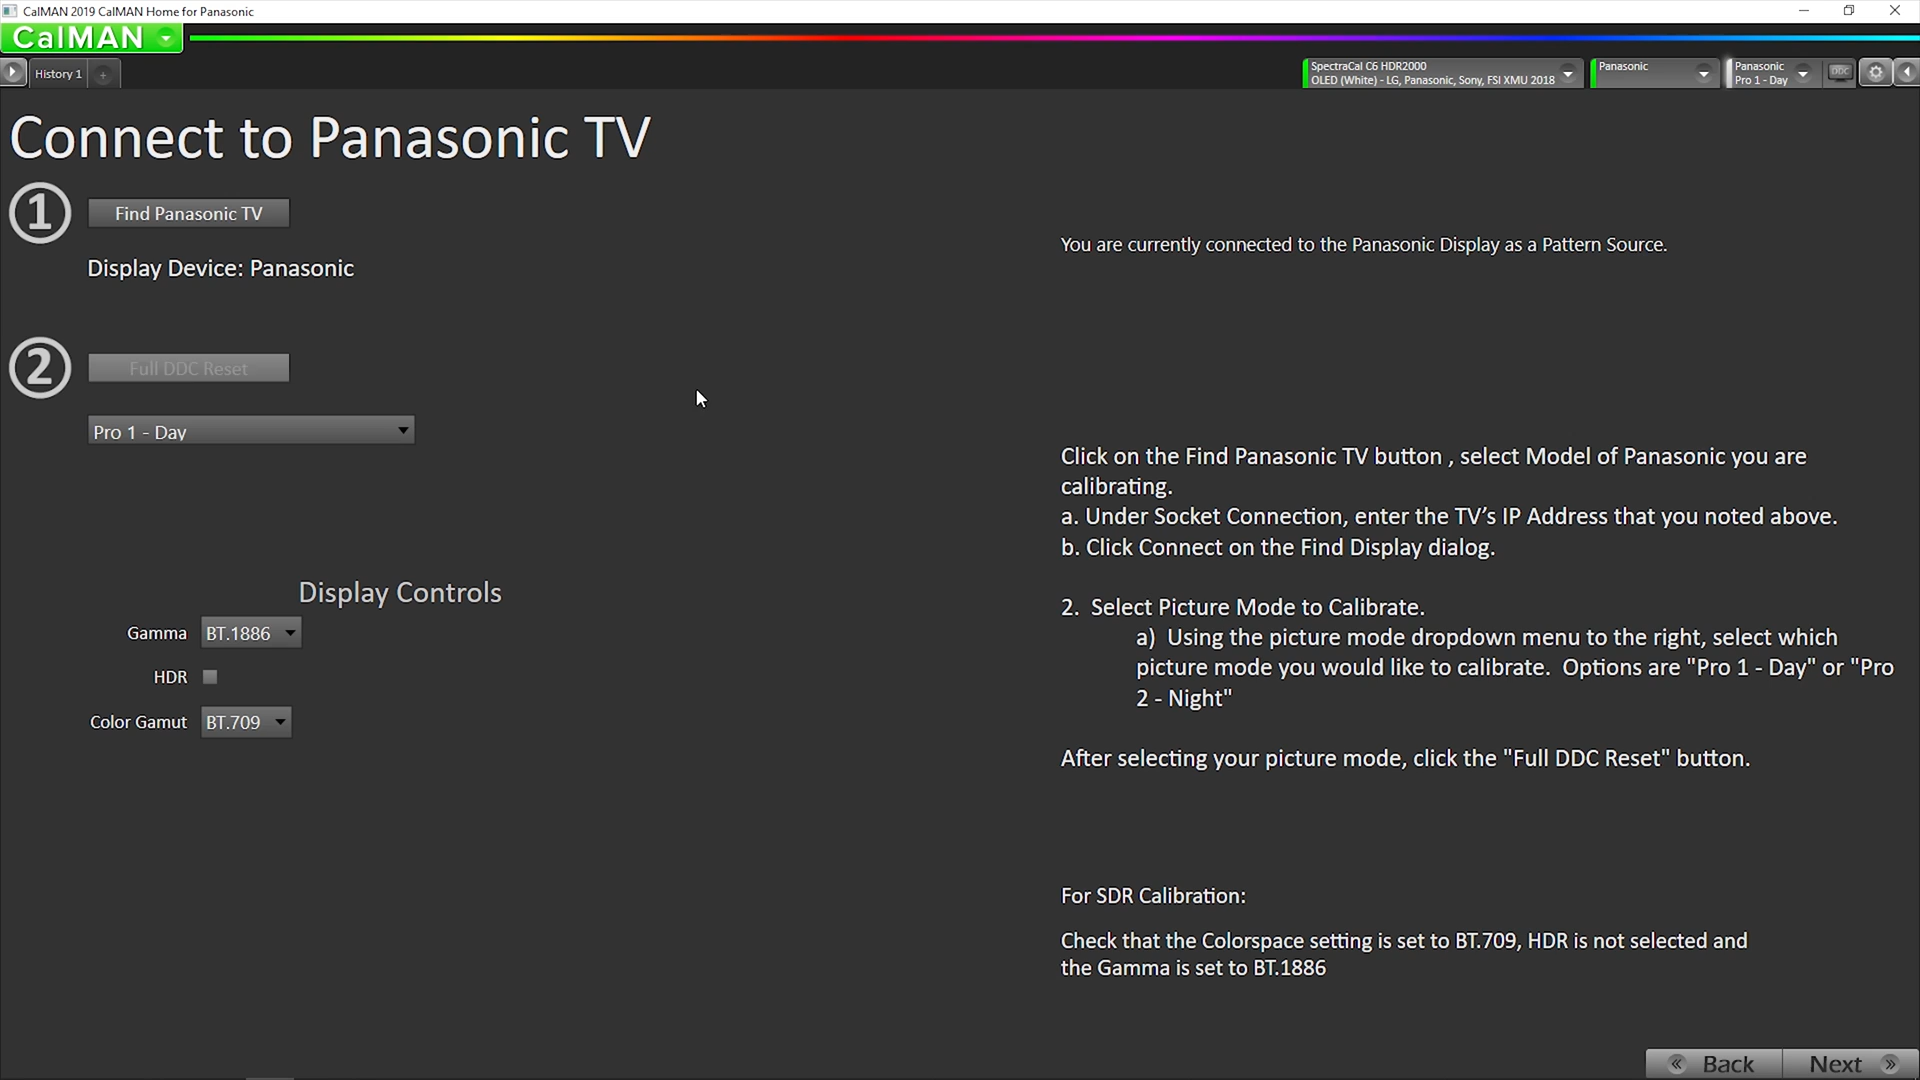 CalMAN 2019 CalMAN Home for Panasonic
CalMAN
History 1
SpectraCal C6 HDR2000
OLED (White) - LG, Panasonic, Sony, FSI XMU 2018
Panasonic
Panasonic
Pro 1 - Day
DDC
Connect to Panasonic TV
1
Find Panasonic TV
Display Device: Panasonic
You are currently connected to the Panasonic Display as a Pattern Source.
2
Full DDC Reset
Pro 1 - Day
Click on the Find Panasonic TV button , select Model of Panasonic you are
calibrating.
a. Under Socket Connection, enter the TV’s IP Address that you noted above.
b. Click Connect on the Find Display dialog.
2. Select Picture Mode to Calibrate.
a) Using the picture mode dropdown menu to the right, select which
picture mode you would like to calibrate. Options are "Pro 1 - Day" or "Pro
2 - Night"
After selecting your picture mode, click the "Full DDC Reset" button.
Display Controls
Gamma BT.1886
HDR
Color Gamut BT.709
For SDR Calibration:
Check that the Colorspace setting is set to BT.709, HDR is not selected and
the Gamma is set to BT.1886
Back
Next